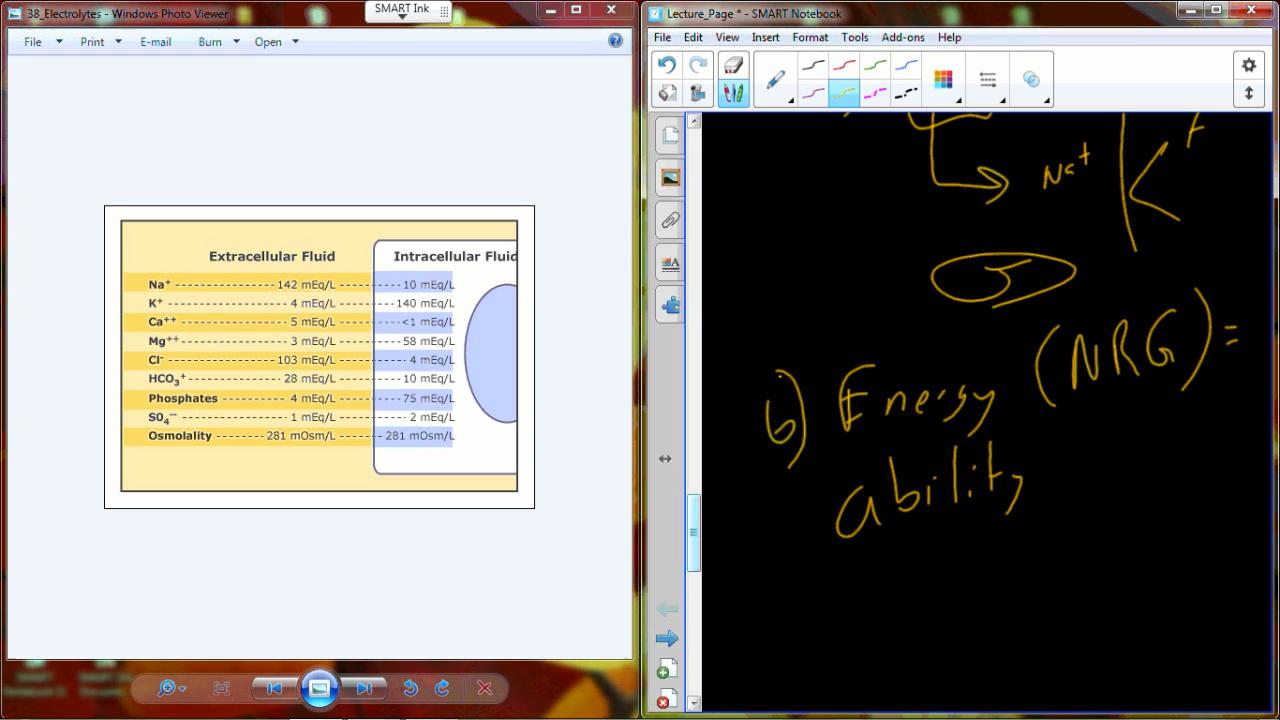 38_Electrolytes - Windows Photo Viewer
SMART Ink
File Print E-mail Burn Open
Extracellular Fluid Intracellular Fluid
Na⁺ 142 mEq/L 10 mEq/L
K⁺ 4 mEq/L 140 mEq/L
Ca⁺⁺ 5 mEq/L <1 mEq/L
Mg⁺⁺ 3 mEq/L 58 mEq/L
Cl⁻ 103 mEq/L 4 mEq/L
HCO₃⁺ 28 mEq/L 10 mEq/L
Phosphates 4 mEq/L 75 mEq/L
SO₄⁻⁻ 1 mEq/L 2 mEq/L
Osmolality 281 mOsm/L 281 mOsm/L
Lecture_Page * - SMART Notebook
File Edit View Insert Format Tools Add-ons Help
Na⁺ K⁺
b) Energy (NRG) =
ability